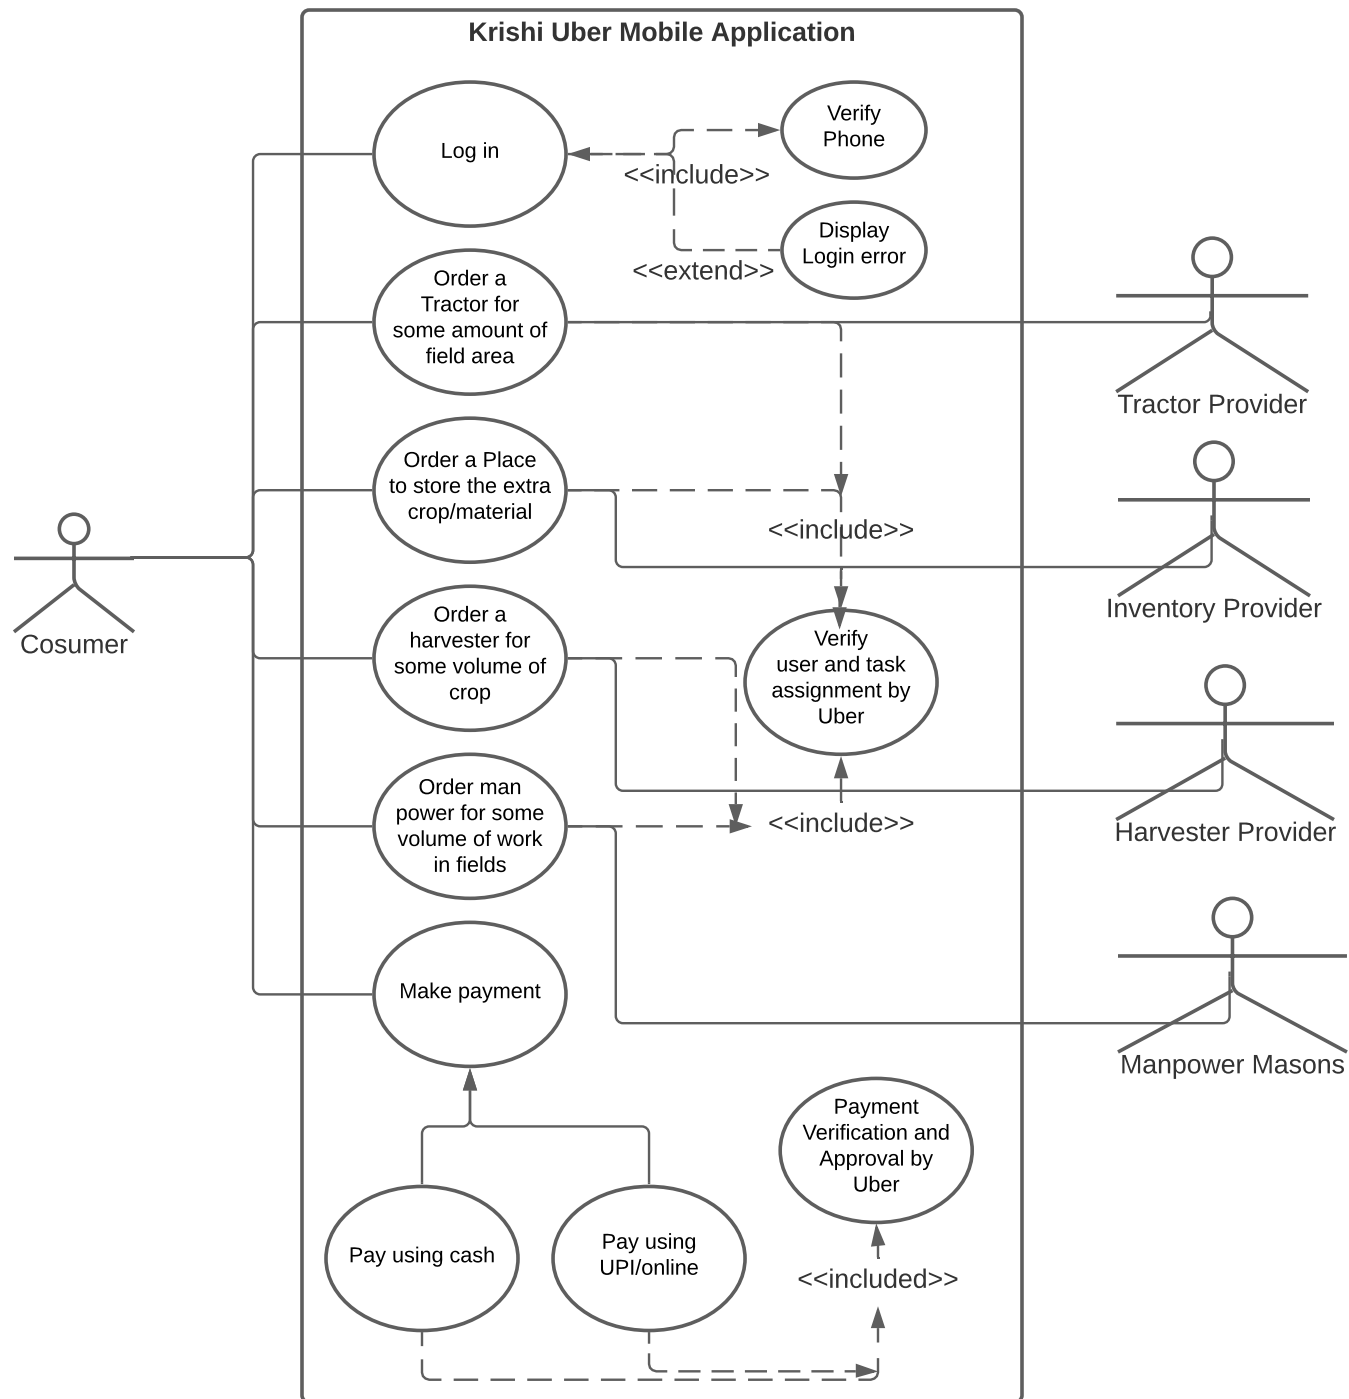 Krishi Uber Mobile Application
Log in
Verify
Phone
<<include>>
Display
Login error
<<extend>>
Order a
Tractor for
some amount of
field area
Tractor Provider
Order a Place
to store the extra
crop/material
<<include>>
Inventory Provider
Cosumer
Order a
harvester for
some volume of
crop
Verify
user and task
assignment by
Uber
Harvester Provider
Order man
power for some
volume of work
in fields
<<include>>
Make payment
Manpower Masons
Payment
Verification and
Approval by
Uber
Pay using cash
Pay using
UPI/online
<<included>>